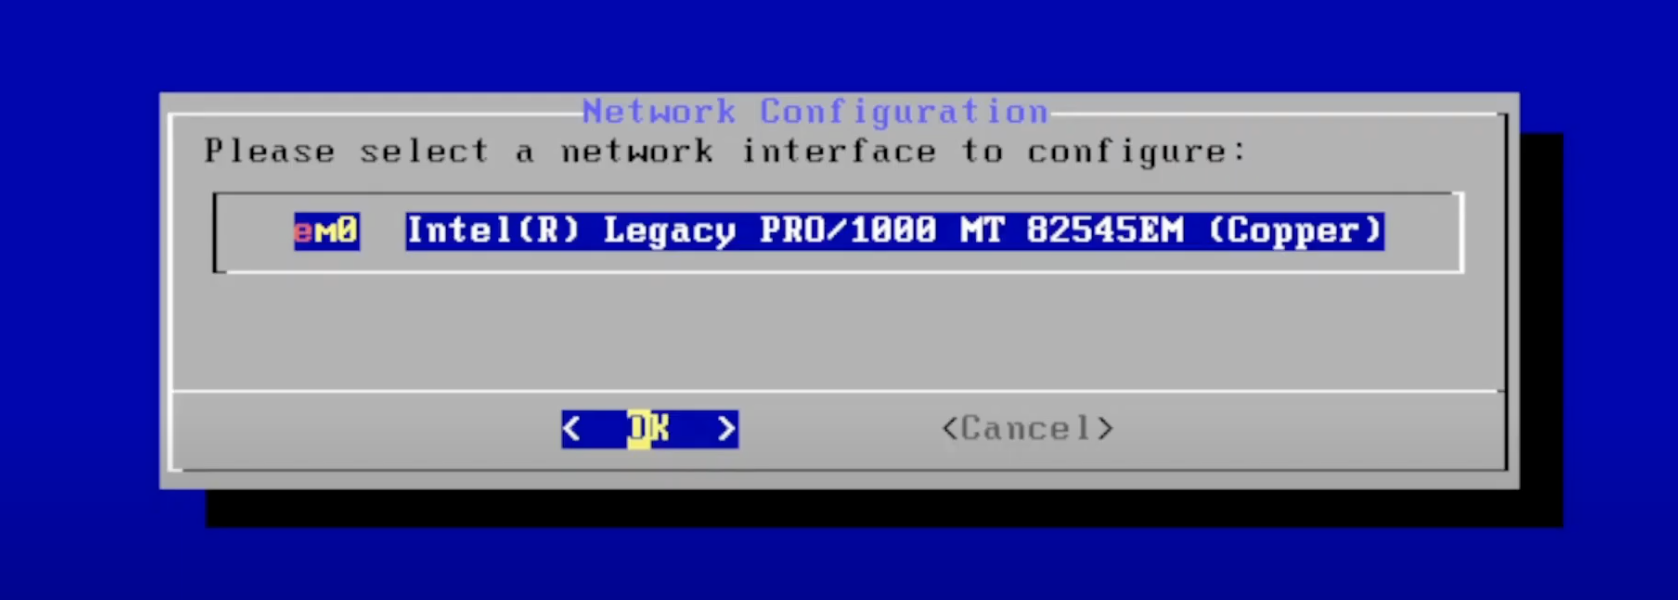 Network Configuration
Please select a network interface to configure:
em0 Intel(R) Legacy PRO/1000 MT 82545EM (Copper)
< OK > <Cancel>